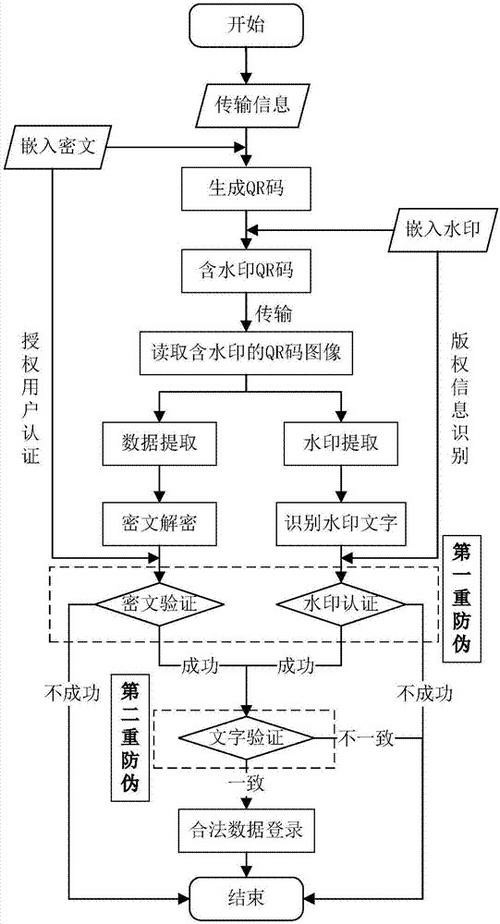 开始
传输信息
嵌入密文
生成QR码
嵌入水印
含水印QR码
传输
读取含水印的QR码图像
授权用户认证
版权信息识别
数据提取
水印提取
密文解密
识别水印文字
第一重防伪
密文验证
水印认证
成功
成功
不成功
不成功
第二重防伪
文字验证
不一致
一致
合法数据登录
结束